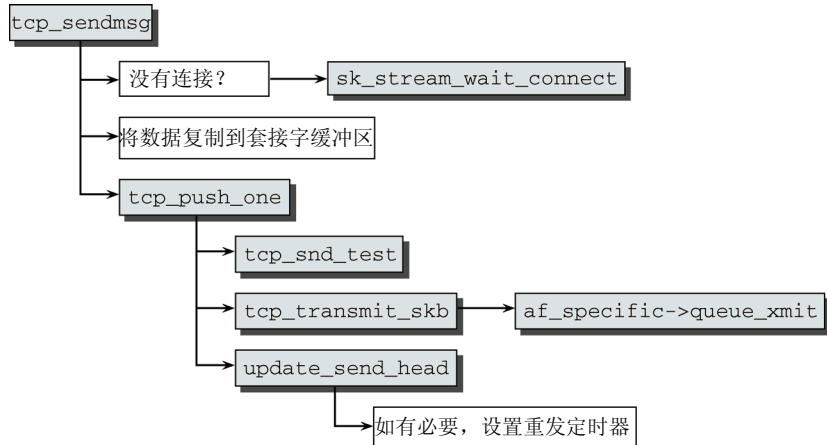 tcp_sendmsg
没有连接？
sk_stream_wait_connect
将数据复制到套接字缓冲区
tcp_push_one
tcp_snd_test
tcp_transmit_skb
af_specific->queue_xmit
update_send_head
如有必要，设置重发定时器